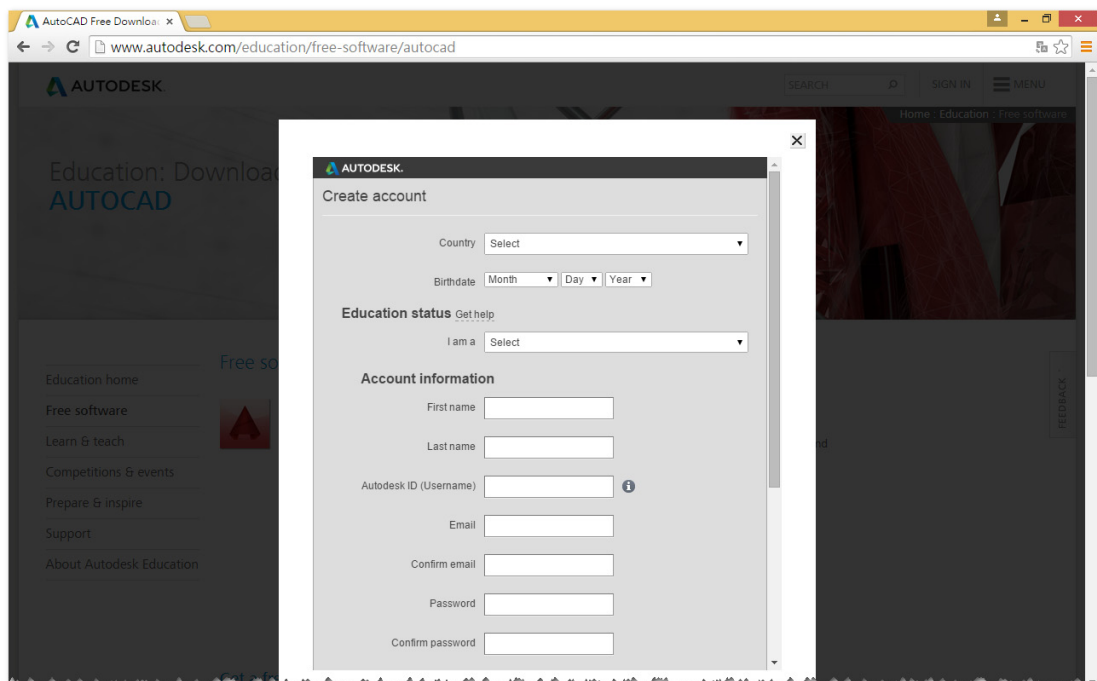 AutoCAD Free Downloa
www.autodesk.com/education/free-software/autocad
AUTODESK
SEARCH
SIGN IN
MENU
Home : Education : Free software
Education: Downloa
AUTOCAD
AUTODESK.
Create account
Country Select
Birthdate Month Day Year
Education status Get help
I am a Select
Account information
First name
Last name
Autodesk ID (Username)
Email
Confirm email
Password
Confirm password
Free so
Education home
Free software
Learn & teach
Competitions & events
Prepare & inspire
Support
About Autodesk Education
nd
FEEDBACK